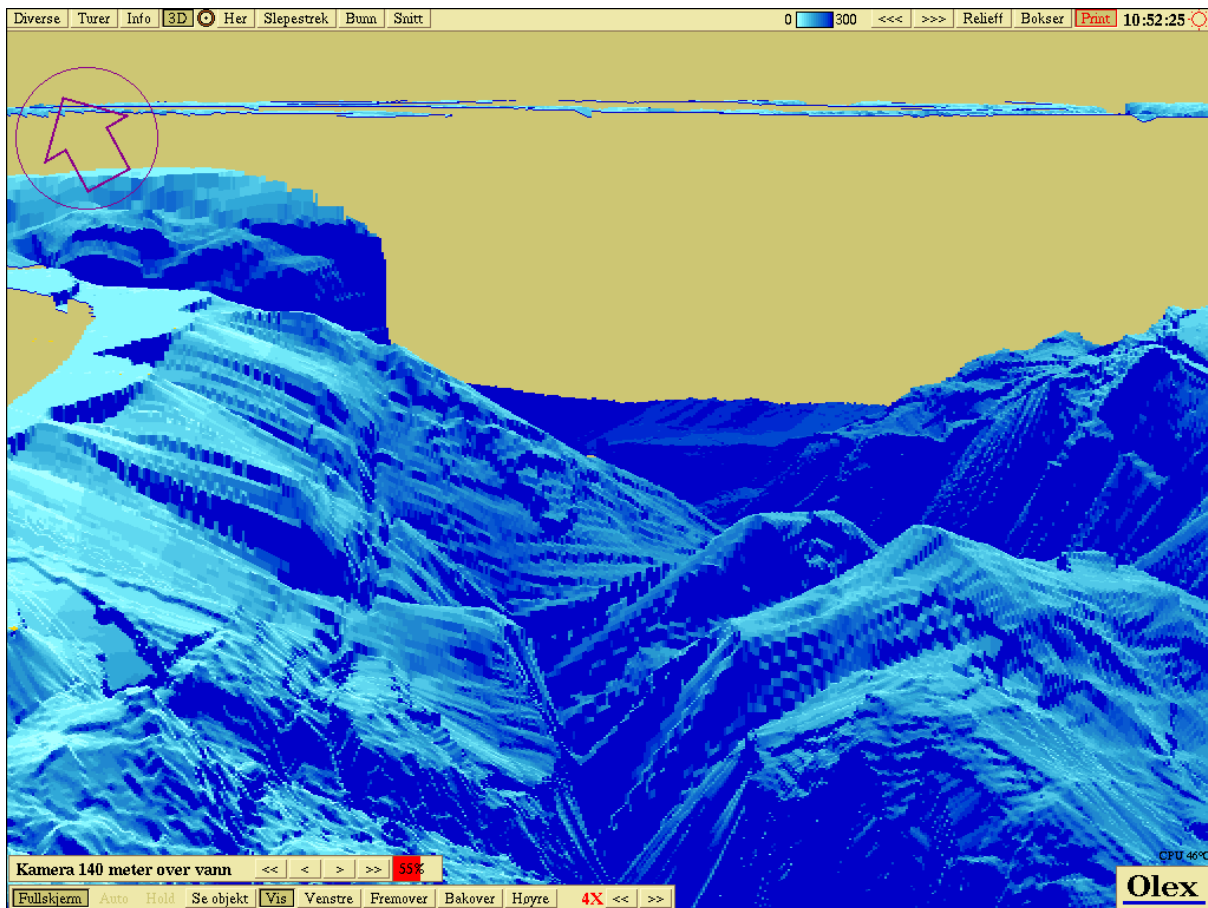 Diverse Turer Info 3D Her Slepestrek Bunn Snitt 0 300 <<< >>> Relieff Bokser Print 10:52:25
CPU 46°C
Kamera 140 meter over vann << < > >> 55%
Olex
Fullskjerm Auto Hold Se objekt Vis Venstre Fremover Bakover Høyre 4X << >>